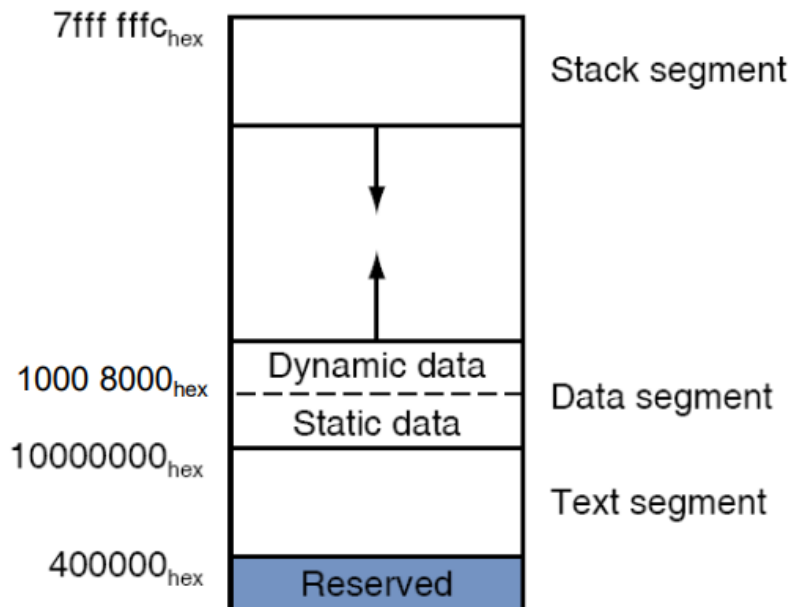 7fff fffchex
Stack segment
Dynamic data
1000 8000hex
Data segment
Static data
10000000hex
Text segment
400000hex
Reserved